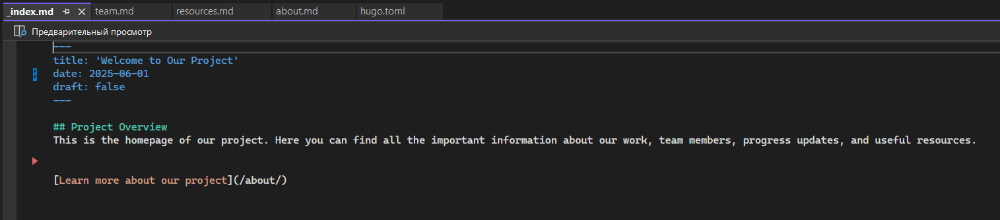 _index.md team.md resources.md about.md hugo.toml
Предварительный просмотр
---
title: 'Welcome to Our Project'
date: 2025-06-01
draft: false
---
## Project Overview
This is the homepage of our project. Here you can find all the important information about our work, team members, progress updates, and useful resources.
[Learn more about our project](/about/)